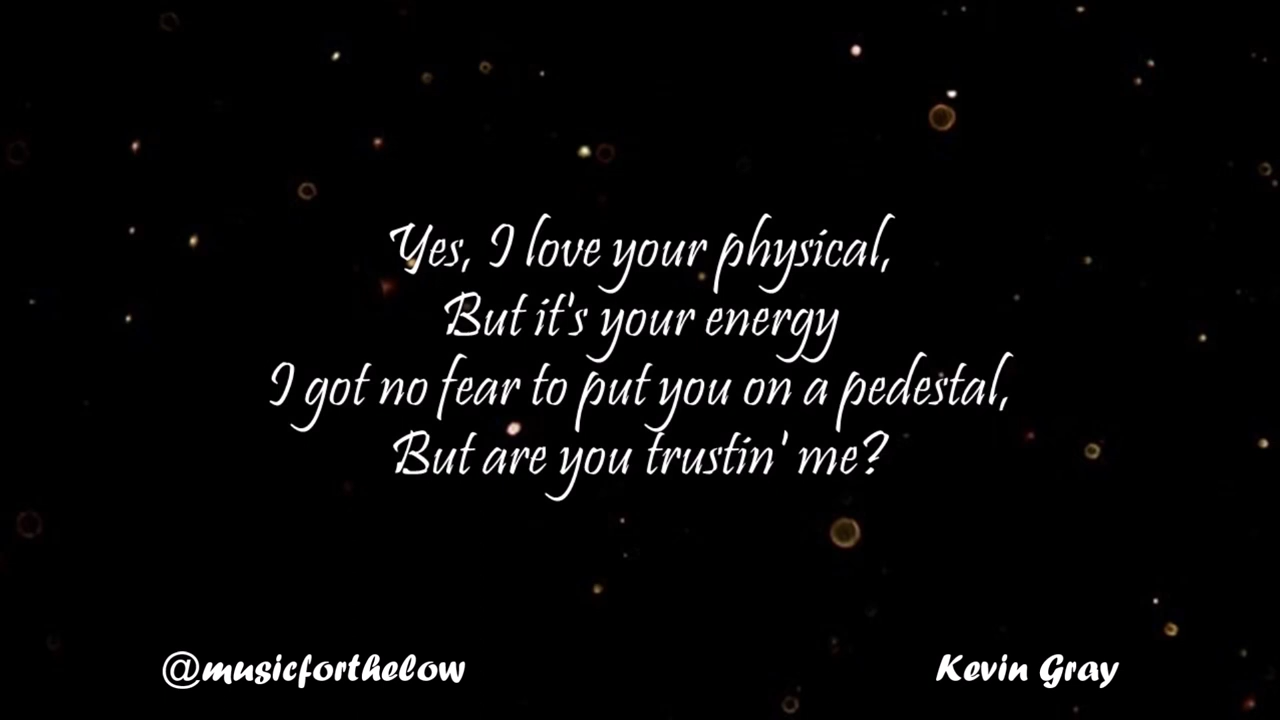 Yes, I love your physical,
But it's your energy
I got no fear to put you on a pedestal,
But are you trustin' me?
@musicforthelow
Kevin Gray